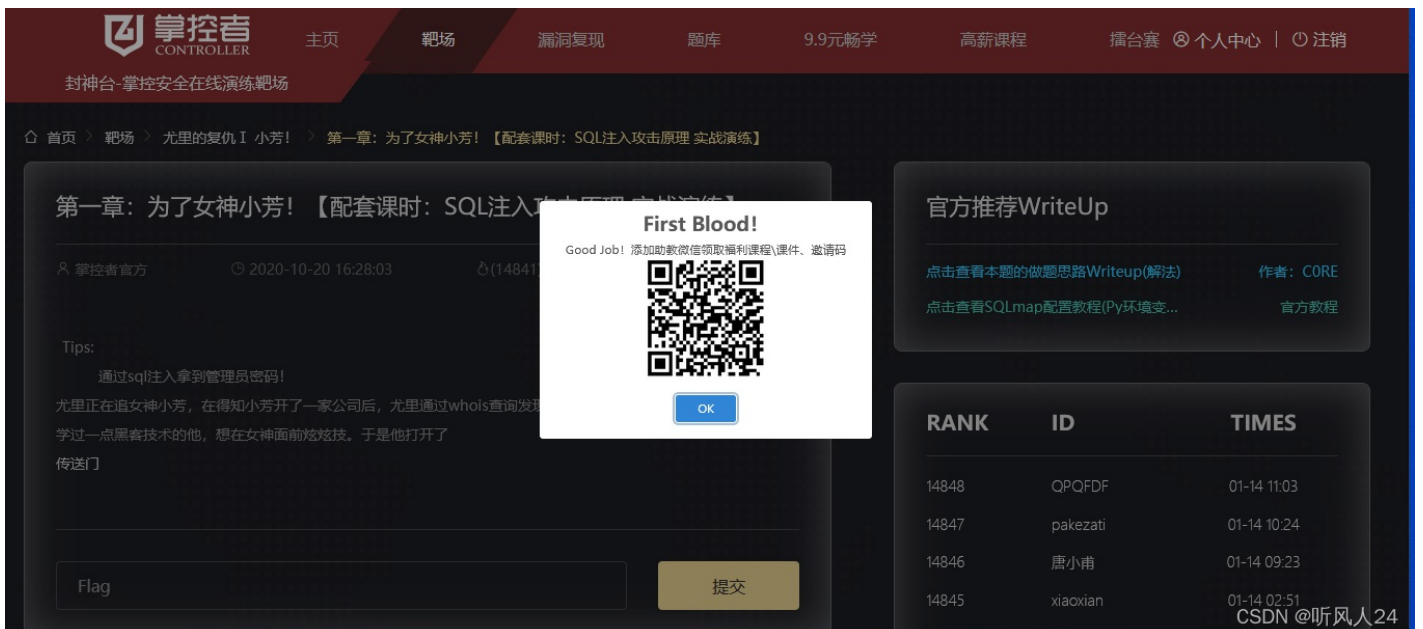 掌控者
CONTROLLER
主页
靶场
漏洞复现
题库
9.9元畅学
高薪课程
擂台赛
个人中心
注销
封神台-掌控安全在线演练靶场
首页 靶场 尤里的复仇Ⅰ 小芳! 第一章：为了女神小芳!【配套课时：SQL注入攻击原理 实战演练】
第一章：为了女神小芳!【配套课时：SQL注入
掌控者官方
2020-10-20 16:28:03
(14841)
Tips:
通过sql注入拿到管理员密码!
尤里正在追女神小芳，在得知小芳开了一家公司后，尤里通过whois查询发现
学过一点黑客技术的他，想在女神面前炫炫技。于是他打开了
传送门
Flag
提交
First Blood!
Good Job! 添加助教微信领取福利课程\课件、邀请码
OK
官方推荐WriteUp
点击查看本题的做题思路Writeup(解法) 作者：C0RE
点击查看SQLmap配置教程(Py环境变... 官方教程
RANK ID TIMES
14848 QPQFDF 01-14 11:03
14847 pakezati 01-14 10:24
14846 唐小甫 01-14 09:23
14845 xiaoxian 01-14 02:51
CSDN @听风人24